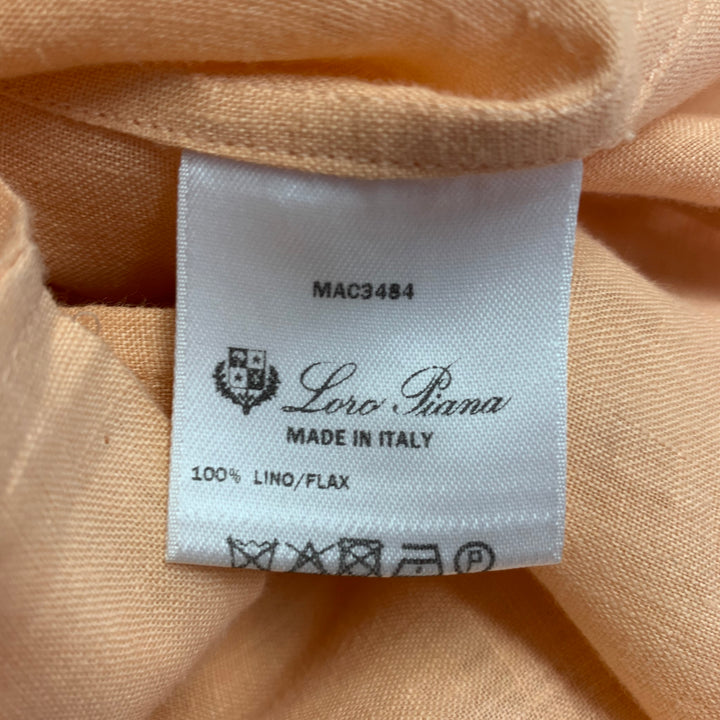 MAC3484
Loro Piana
MADE IN ITALY
100% LINO/FLAX
P